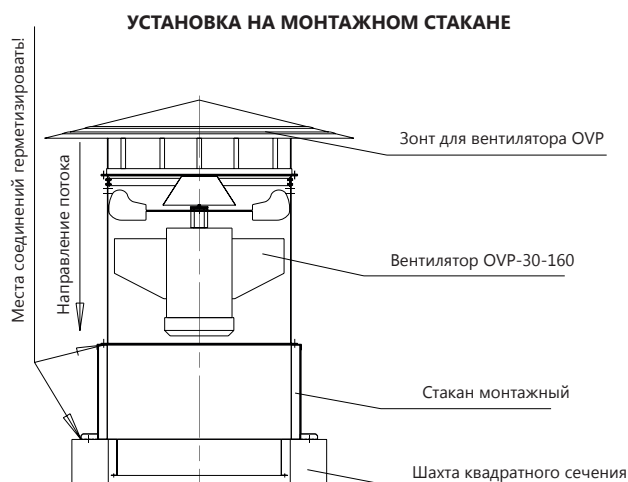 УСТАНОВКА НА МОНТАЖНОМ СТАКАНЕ
Места соединений герметизировать!
Направление потока
Зонт для вентилятора OVP
Вентилятор OVP-30-160
Стакан монтажный
Шахта квадратного сечения